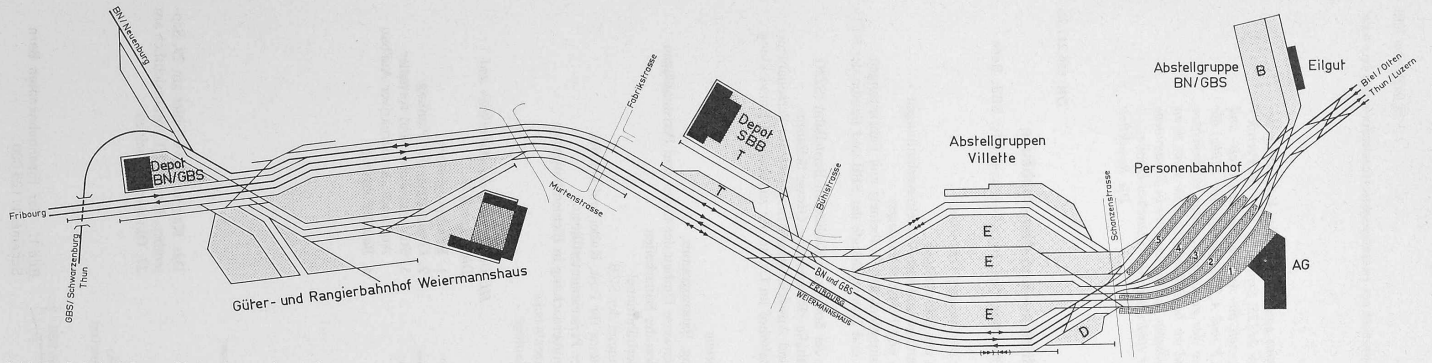 BN/Neuenburg
Depot
BN/GBS
Fribourg
GBS/Schwarzenburg
Thun
Güter- und Rangierbahnhof Weiermannshaus
Murtenstrasse
Fabrikstrasse
Depot
SBB
T
T
Bühlstrasse
BN und GBS
FRIBOURG
WEIERMANNSHAUS
Abstellgruppen
Villette
E
E
E
D
Schanzenstrasse
Personenbahnhof
5
4
3
2
1
AG
Abstellgruppe
BN/GBS
B
Eilgut
Biel/Olten
Thun/Luzern